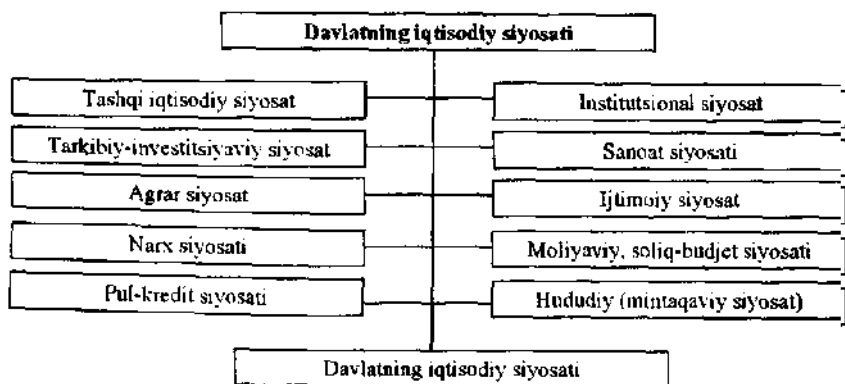 Davlatning iqtisodiy siyosati
Tashqi iqtisodiy siyosat
Institutsional siyosat
Tarkibiy-investitsiyaviy siyosat
Sanoat siyosati
Agrar siyosat
Ijtimoiy siyosat
Narx siyosati
Moliyaviy, soliq-budjet siyosati
Pul-kredit siyosati
Hududiy (mintaqaviy siyosat)
Davlatning iqtisodiy siyosati